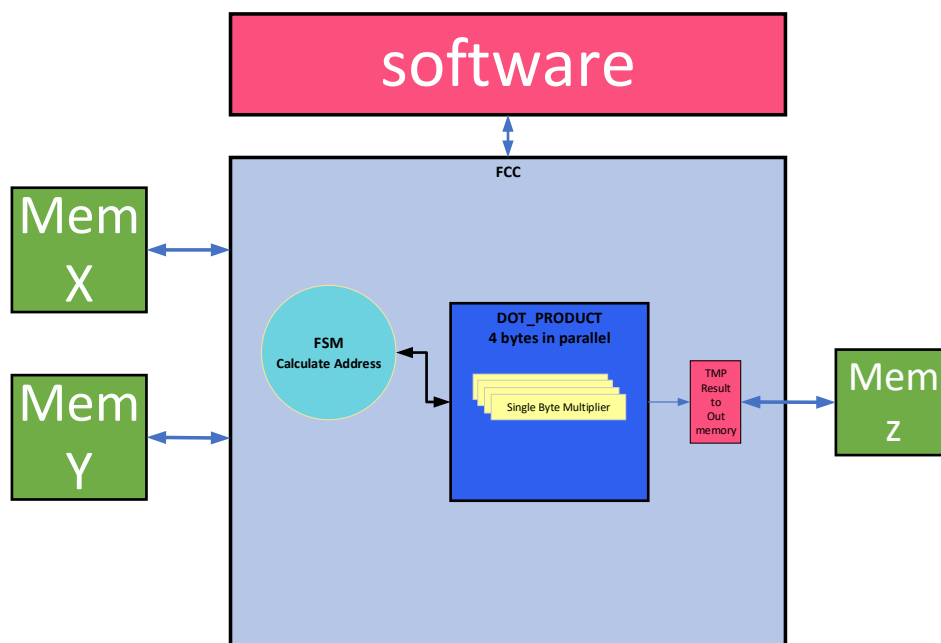 software
FCC
Mem
X
FSM
Calculate Address
DOT_PRODUCT
4 bytes in parallel
Single Byte Multiplier
TMP
Result
to
Out
memory
Mem
Y
Mem
z